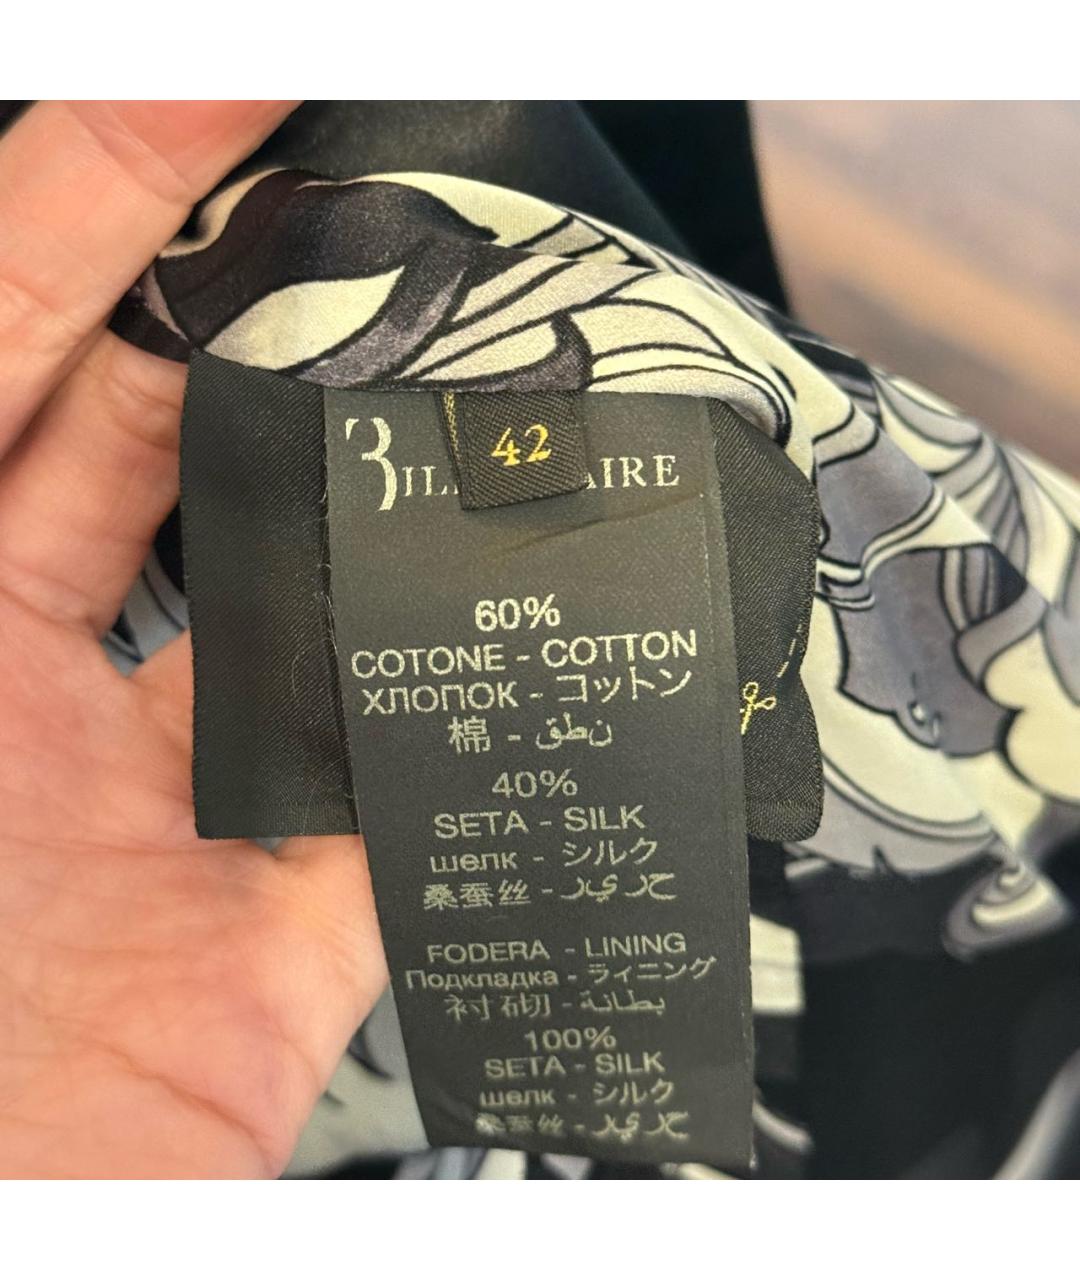 42
60%
COTONE - COTTON
ХЛОПОК - コットン
棉 - قطن
40%
SETA - SILK
шелк - シルク
桑蚕丝 - حرير
FODERA - LINING
Подкладка - ライニング
衬砌 - بطانة
100%
SETA - SILK
шелк - シルク
桑蚕丝 - حرير